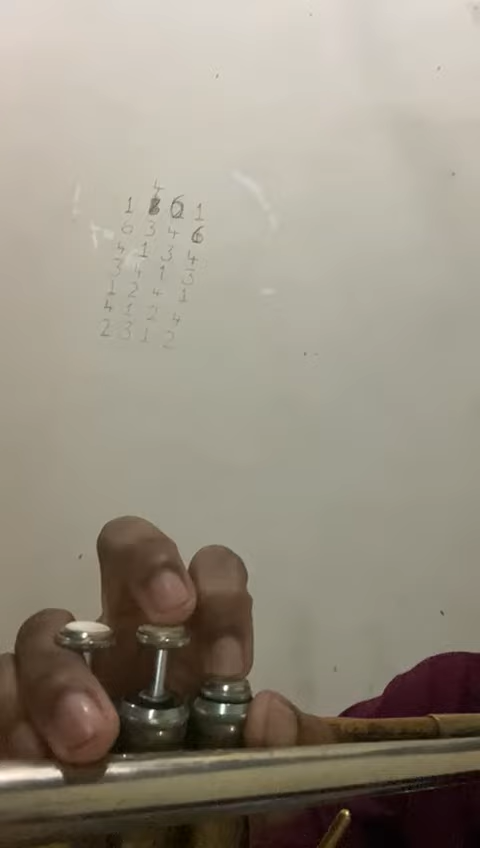 4
1 8 6 1
6 3 4 6
4 1 3 4
3 4 1 3
1 2 4 1
4 1 2 4
2 3 1 2